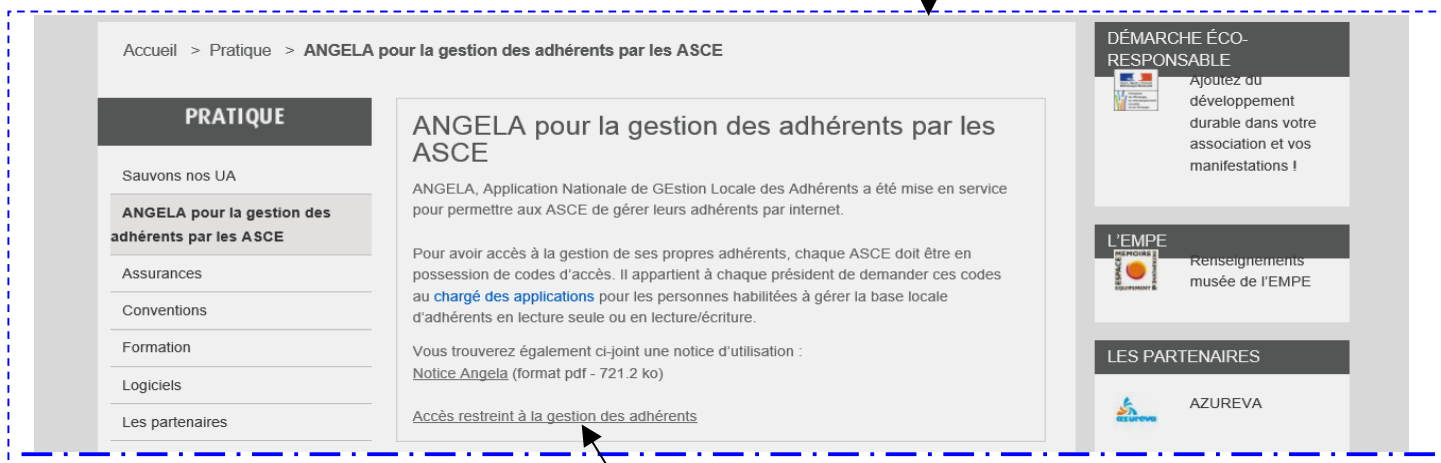 Accueil > Pratique > ANGELA pour la gestion des adhérents par les ASCE
PRATIQUE
Sauvons nos UA
ANGELA pour la gestion des
adhérents par les ASCE
Assurances
Conventions
Formation
Logiciels
Les partenaires
ANGELA pour la gestion des adhérents par les
ASCE
ANGELA, Application Nationale de GEstion Locale des Adhérents a été mise en service
pour permettre aux ASCE de gérer leurs adhérents par internet.
Pour avoir accès à la gestion de ses propres adhérents, chaque ASCE doit être en
possession de codes d'accès. Il appartient à chaque président de demander ces codes
au chargé des applications pour les personnes habilitées à gérer la base locale
d'adhérents en lecture seule ou en lecture/écriture.
Vous trouverez également ci-joint une notice d'utilisation :
Notice Angela (format pdf - 721.2 ko)
Accès restreint à la gestion des adhérents
DÉMARCHE ÉCO-
RESPONSABLE
Ajoutez du
développement
durable dans votre
association et vos
manifestations !
L'EMPE
MEMOIRE
ESPACE
EQUIPEMENT
Renseignements
musée de l'EMPE
LES PARTENAIRES
azureva
AZUREVA